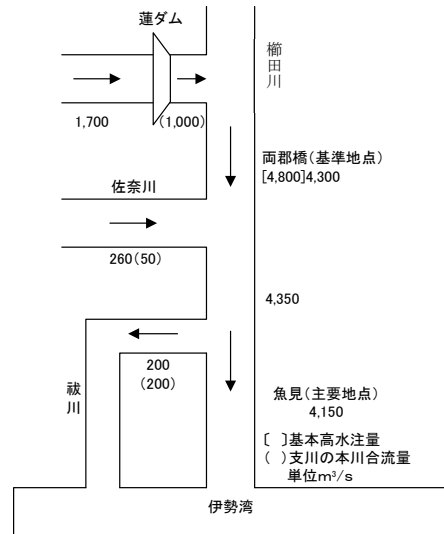 蓮ダム
櫛田川
1,700
(1,000)
両郡橋(基準地点)
[4,800]4,300
佐奈川
260(50)
4,350
200
(200)
祓川
魚見(主要地点)
4,150
〔 〕基本高水注量
( )支川の本川合流量
単位m³/s
伊勢湾